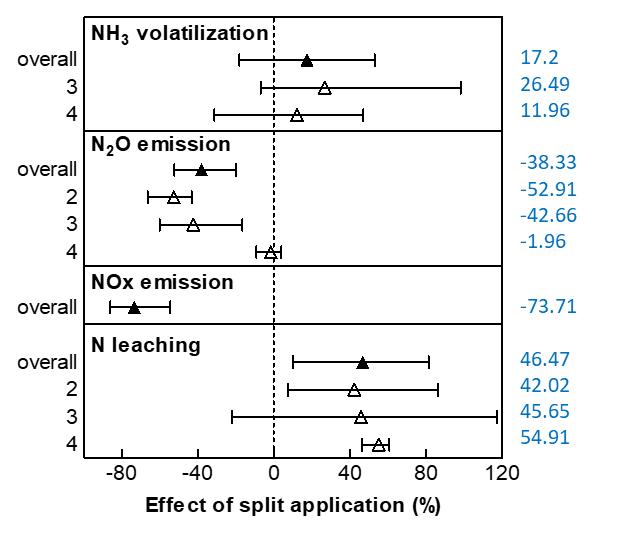 NH₃ volatilization
overall 17.2
3 26.49
4 11.96
N₂O emission
overall -38.33
2 -52.91
3 -42.66
4 -1.96
NOx emission
overall -73.71
N leaching
overall 46.47
2 42.02
3 45.65
4 54.91
-80 -40 0 40 80 120
Effect of split application (%)